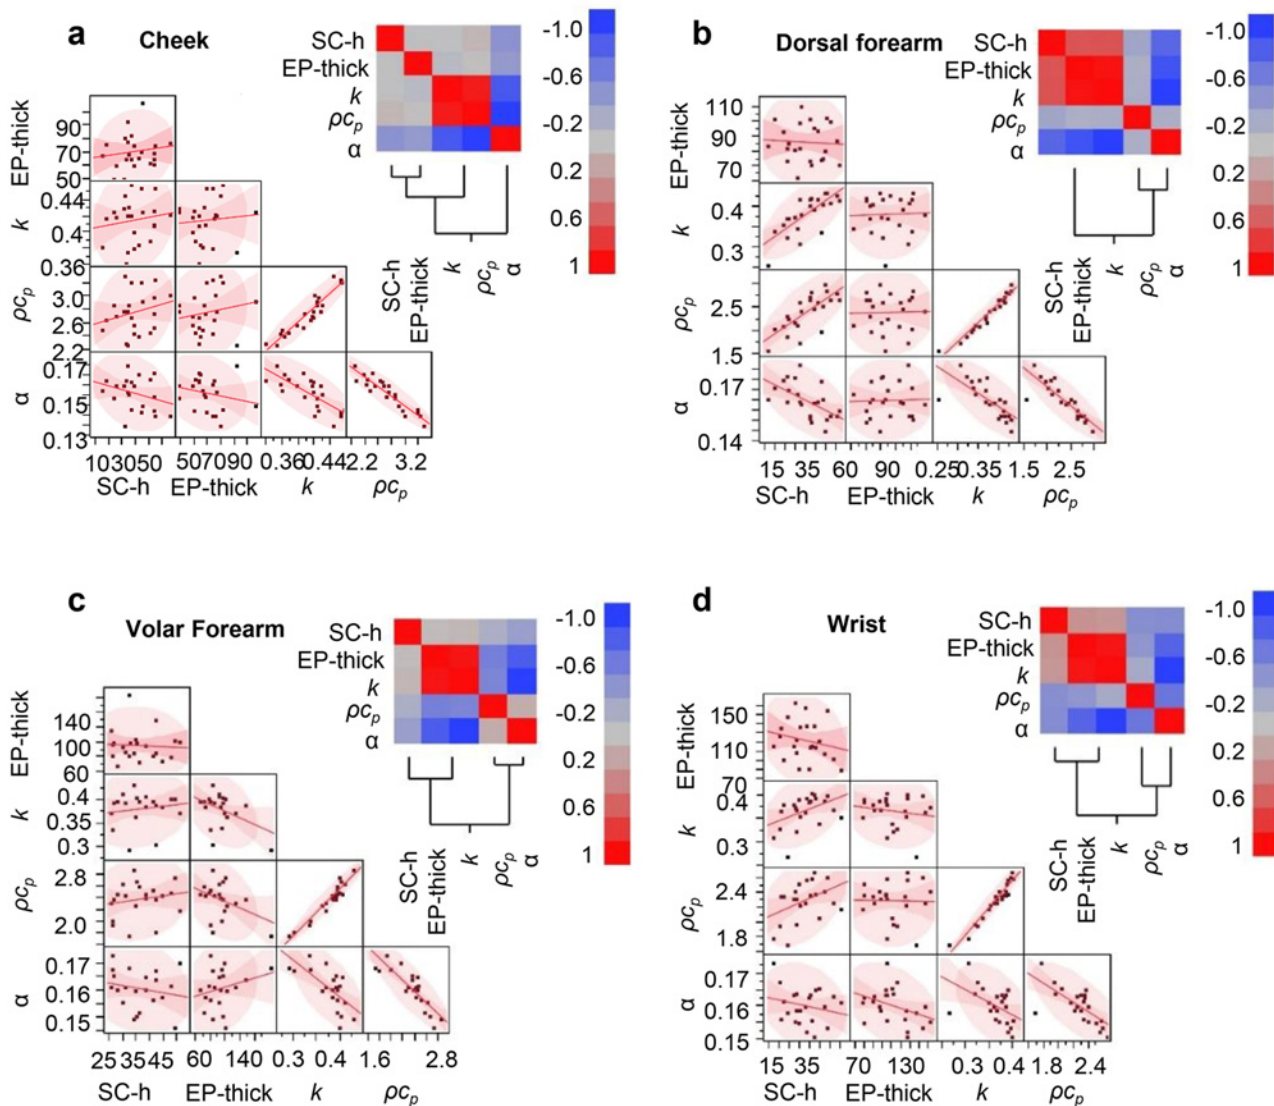 a
Cheek
SC-h
EP-thick
k
ρcₚ
α
-1.0
-0.6
-0.2
0.2
0.6
1
SC-h
EP-thick
k
ρcₚ
α
EP-thick
90
70
50
k
0.44
0.4
0.36
ρcₚ
3.0
2.6
2.2
α
0.17
0.15
0.13
103050 507090 0.36 0.442.2 3.2
SC-h EP-thick k ρcₚ
b
Dorsal forearm
SC-h
EP-thick
k
ρcₚ
α
-1.0
-0.6
-0.2
0.2
0.6
1
SC-h
EP-thick
k
ρcₚ
α
EP-thick
110
90
70
k
0.4
0.3
ρcₚ
2.5
1.5
α
0.17
0.14
15 35 60 90 0.250.35 1.5 2.5
SC-h EP-thick k ρcₚ
c
Volar Forearm
SC-h
EP-thick
k
ρcₚ
α
-1.0
-0.6
-0.2
0.2
0.6
1
SC-h
EP-thick
k
ρcₚ
α
EP-thick
140
100
60
k
0.4
0.35
0.3
ρcₚ
2.8
2.4
2.0
α
0.17
0.16
0.15
253545 60 140 0.3 0.4 1.6 2.8
SC-h EP-thick k ρcₚ
d
Wrist
SC-h
EP-thick
k
ρcₚ
α
-1.0
-0.6
-0.2
0.2
0.6
1
SC-h
EP-thick
k
ρcₚ
α
EP-thick
150
110
70
k
0.4
0.3
ρcₚ
2.4
1.8
α
0.17
0.16
0.15
15 35 70 130 0.3 0.4 1.8 2.4
SC-h EP-thick k ρcₚ